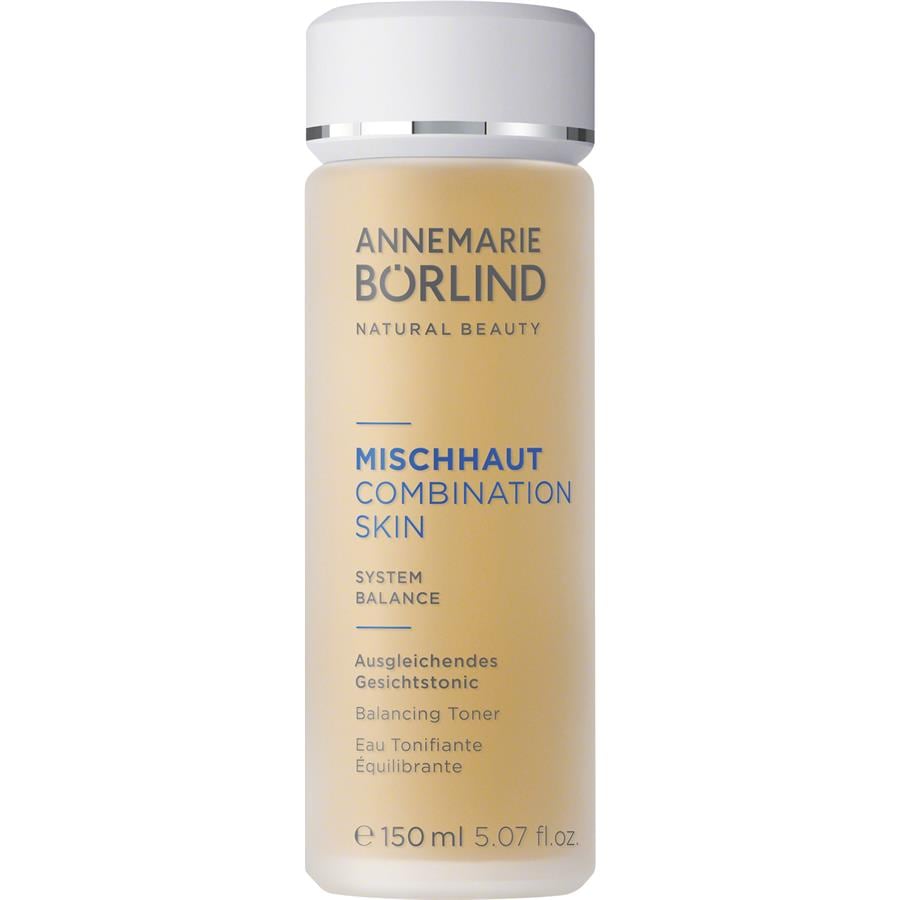 ANNEMARIE
BÖRLIND
NATURAL BEAUTY
MISCHHAUT
COMBINATION
SKIN
SYSTEM
BALANCE
Ausgleichendes
Gesichtstonic
Balancing Toner
Eau Tonifiante
Équilibrante
℮ 150 ml 5.07 fl.oz.